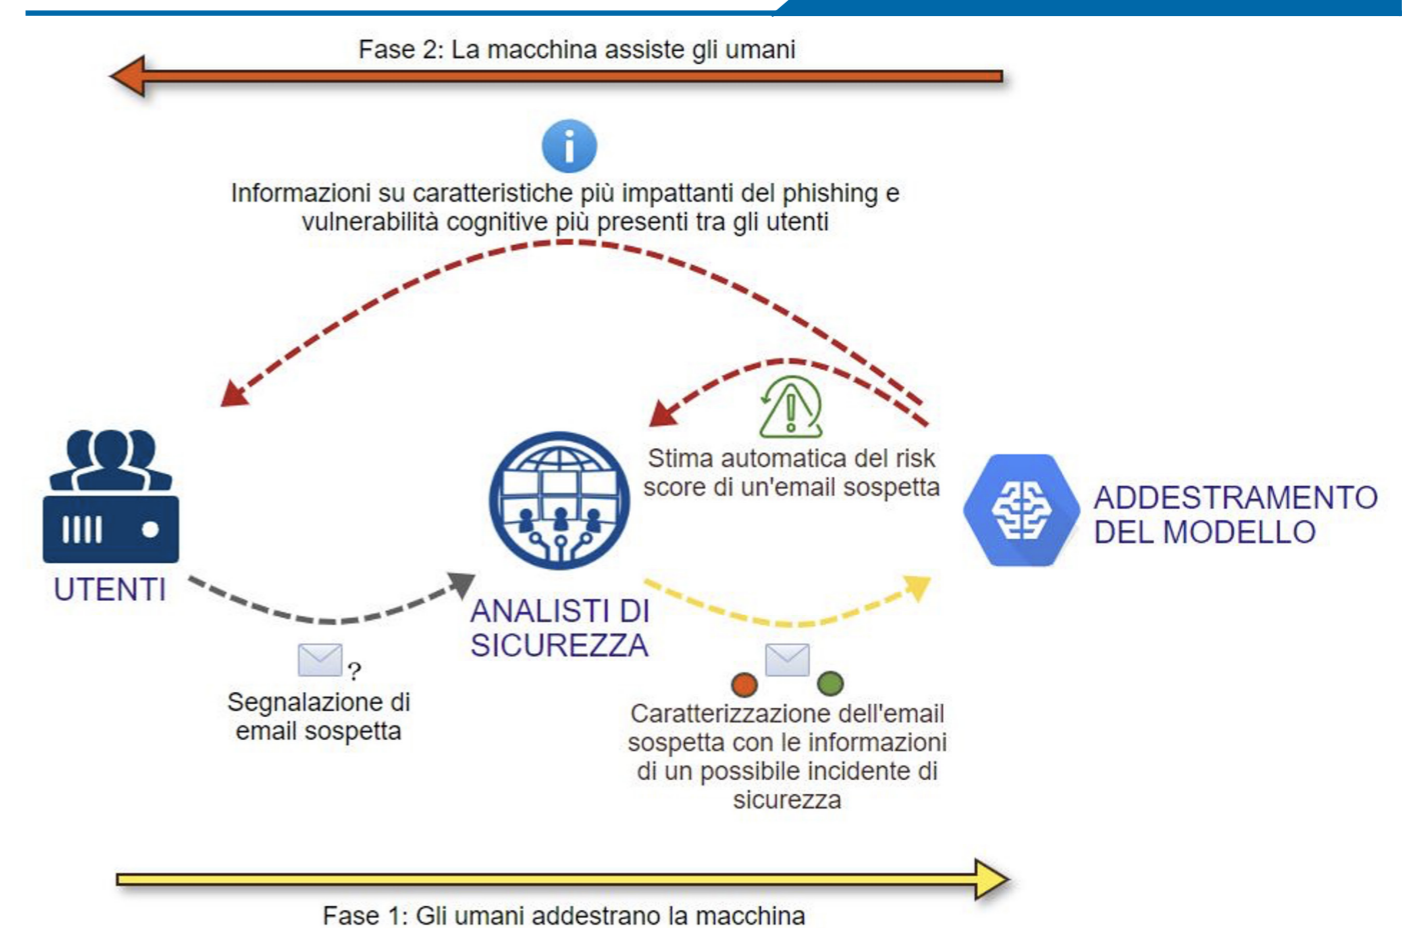 Fase 2: La macchina assiste gli umani
i
Informazioni su caratteristiche più impattanti del phishing e
vulnerabilità cognitive più presenti tra gli utenti
Stima automatica del risk
score di un'email sospetta
ADDESTRAMENTO
DEL MODELLO
UTENTI
ANALISTI DI
SICUREZZA
?
Segnalazione di
email sospetta
Caratterizzazione dell'email
sospetta con le informazioni
di un possibile incidente di
sicurezza
Fase 1: Gli umani addestrano la macchina